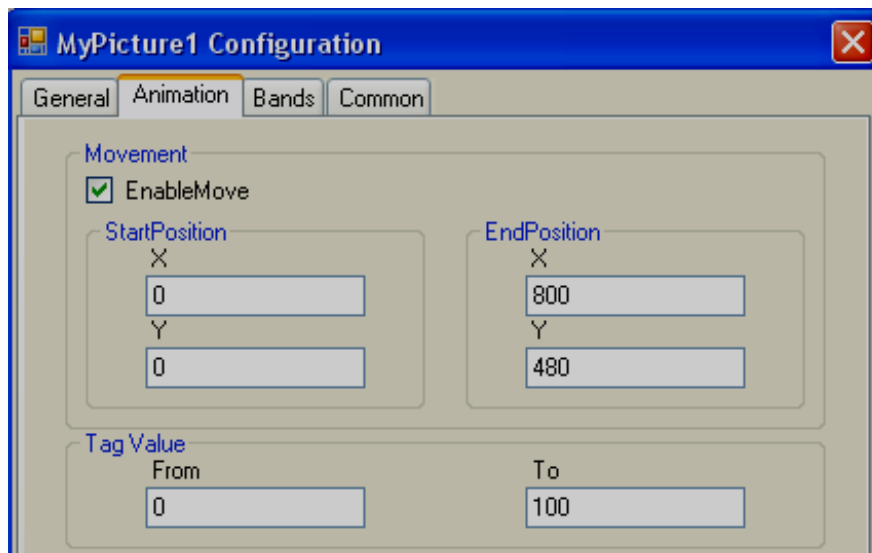 MyPicture1 Configuration
General Animation Bands Common
Movement
EnableMove
StartPosition EndPosition
X X
0 800
Y Y
0 480
Tag Value
From To
0 100